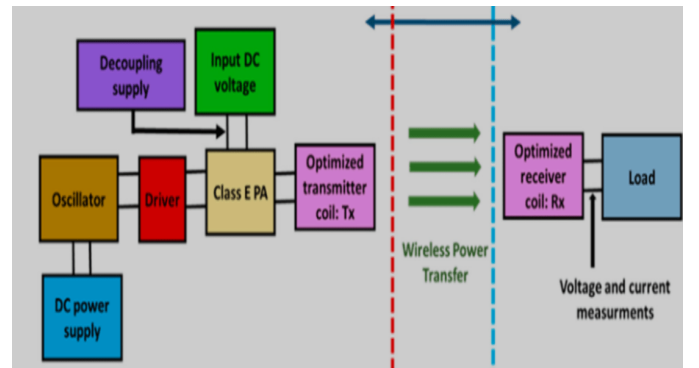 Decoupling
supply
Input DC
voltage
Oscillator
Driver
Class E PA
Optimized
transmitter
coil: Tx
Optimized
receiver
coil: Rx
Load
Wireless Power
Transfer
DC power
supply
Voltage and current
measurments